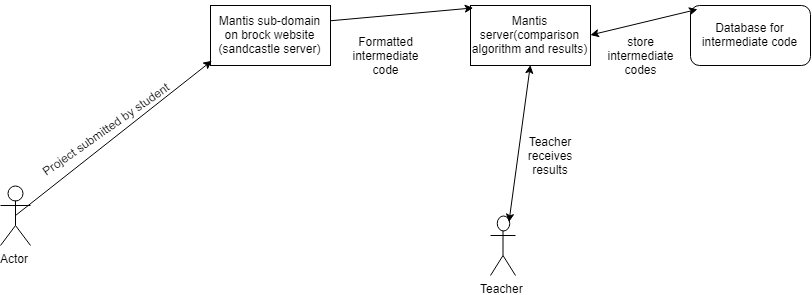 Mantis sub-domain
on brock website
(sandcastle server)
Formatted
intermediate
code
Mantis
server(comparison
algorithm and results)
store
intermediate
codes
Database for
intermediate code
Project submitted by student
Teacher
receives
results
Actor
Teacher